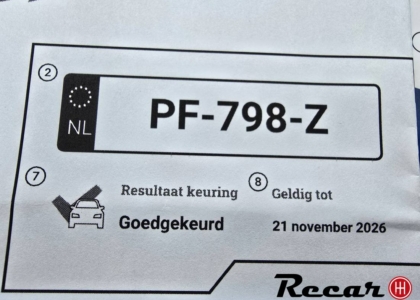 2
NL
PF-798-Z
7
Resultaat keuring
Goedgekeurd
8
Geldig tot
21 november 2026
Recar